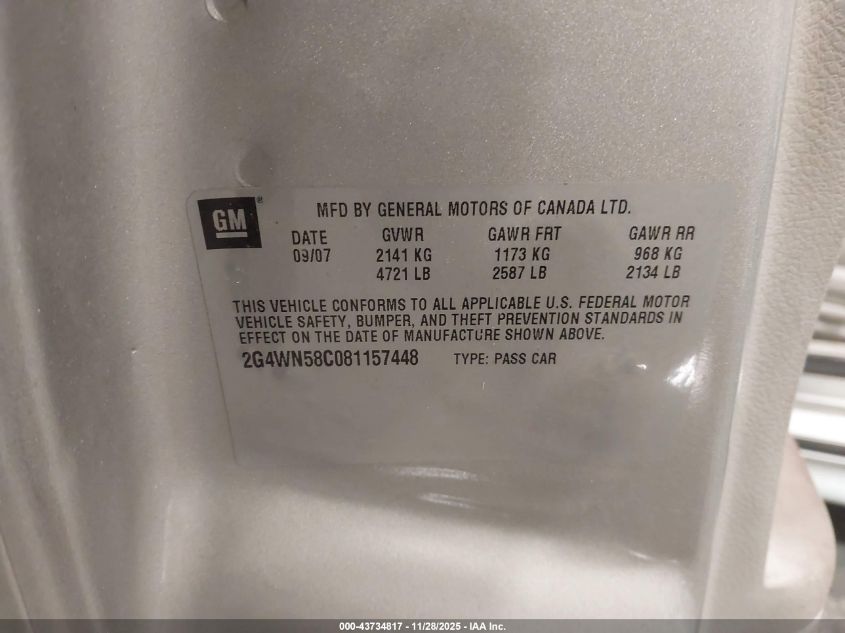 GM ®
MFD BY GENERAL MOTORS OF CANADA LTD.
DATE GVWR GAWR FRT GAWR RR
09/07 2141 KG 1173 KG 968 KG
4721 LB 2587 LB 2134 LB
THIS VEHICLE CONFORMS TO ALL APPLICABLE U.S. FEDERAL MOTOR
VEHICLE SAFETY, BUMPER, AND THEFT PREVENTION STANDARDS IN
EFFECT ON THE DATE OF MANUFACTURE SHOWN ABOVE.
2G4WN58C081157448 TYPE: PASS CAR
000-43734817 - 11/28/2025 - IAA Inc.